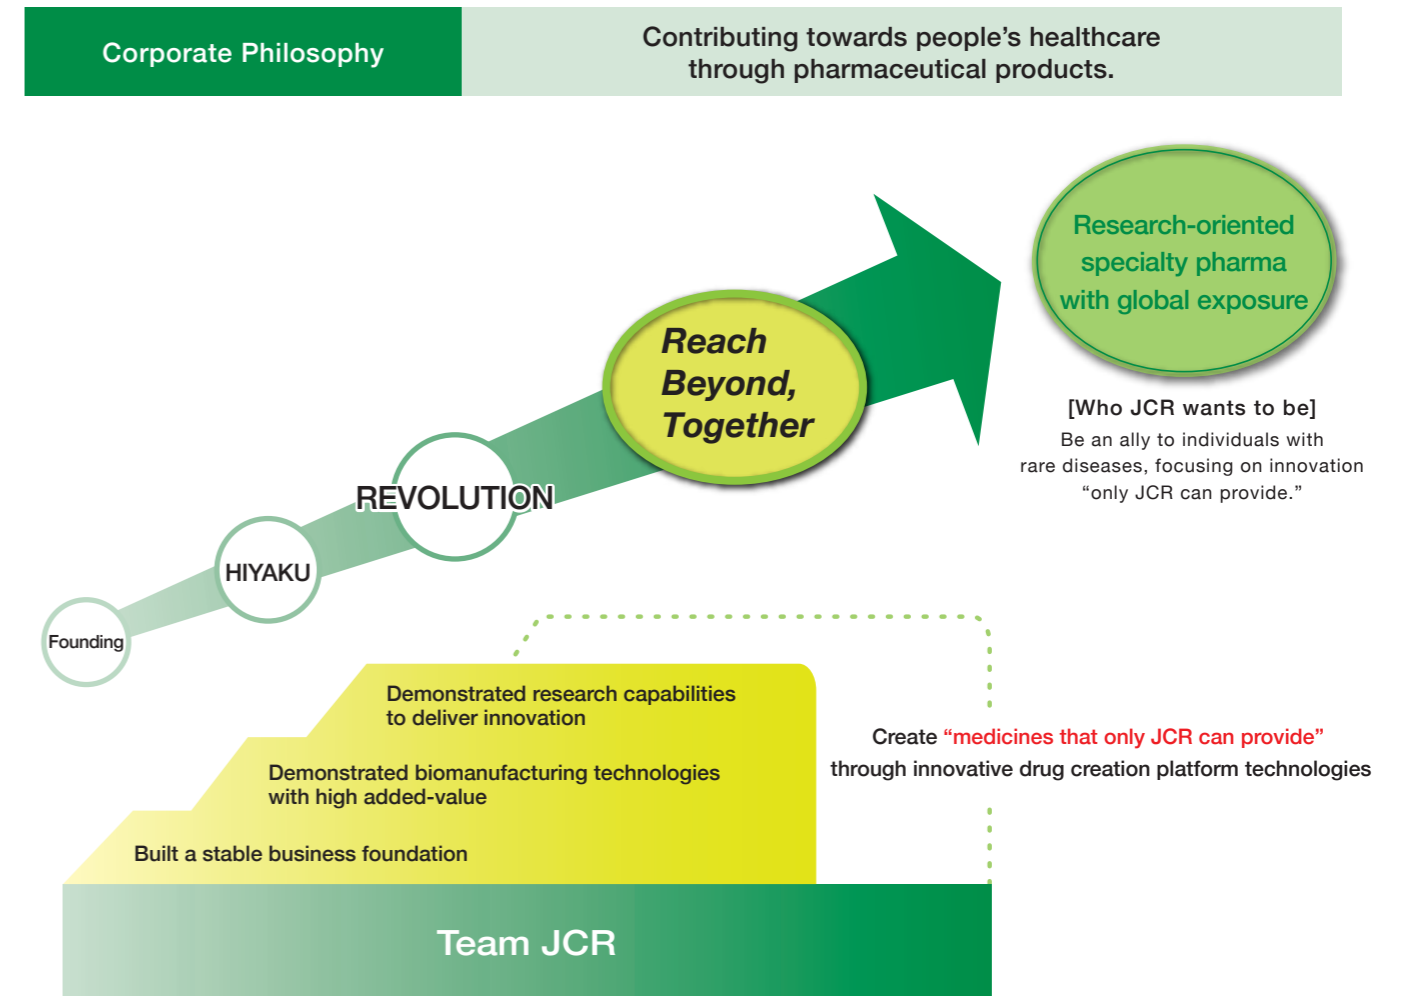 Corporate Philosophy
Contributing towards people’s healthcare
through pharmaceutical products.
Research-oriented
specialty pharma
with global exposure
Reach
Beyond,
Together
[Who JCR wants to be]
Be an ally to individuals with
rare diseases, focusing on innovation
“only JCR can provide.”
REVOLUTION
HIYAKU
Founding
Demonstrated research capabilities
to deliver innovation
Create “medicines that only JCR can provide”
through innovative drug creation platform technologies
Demonstrated biomanufacturing technologies
with high added-value
Built a stable business foundation
Team JCR